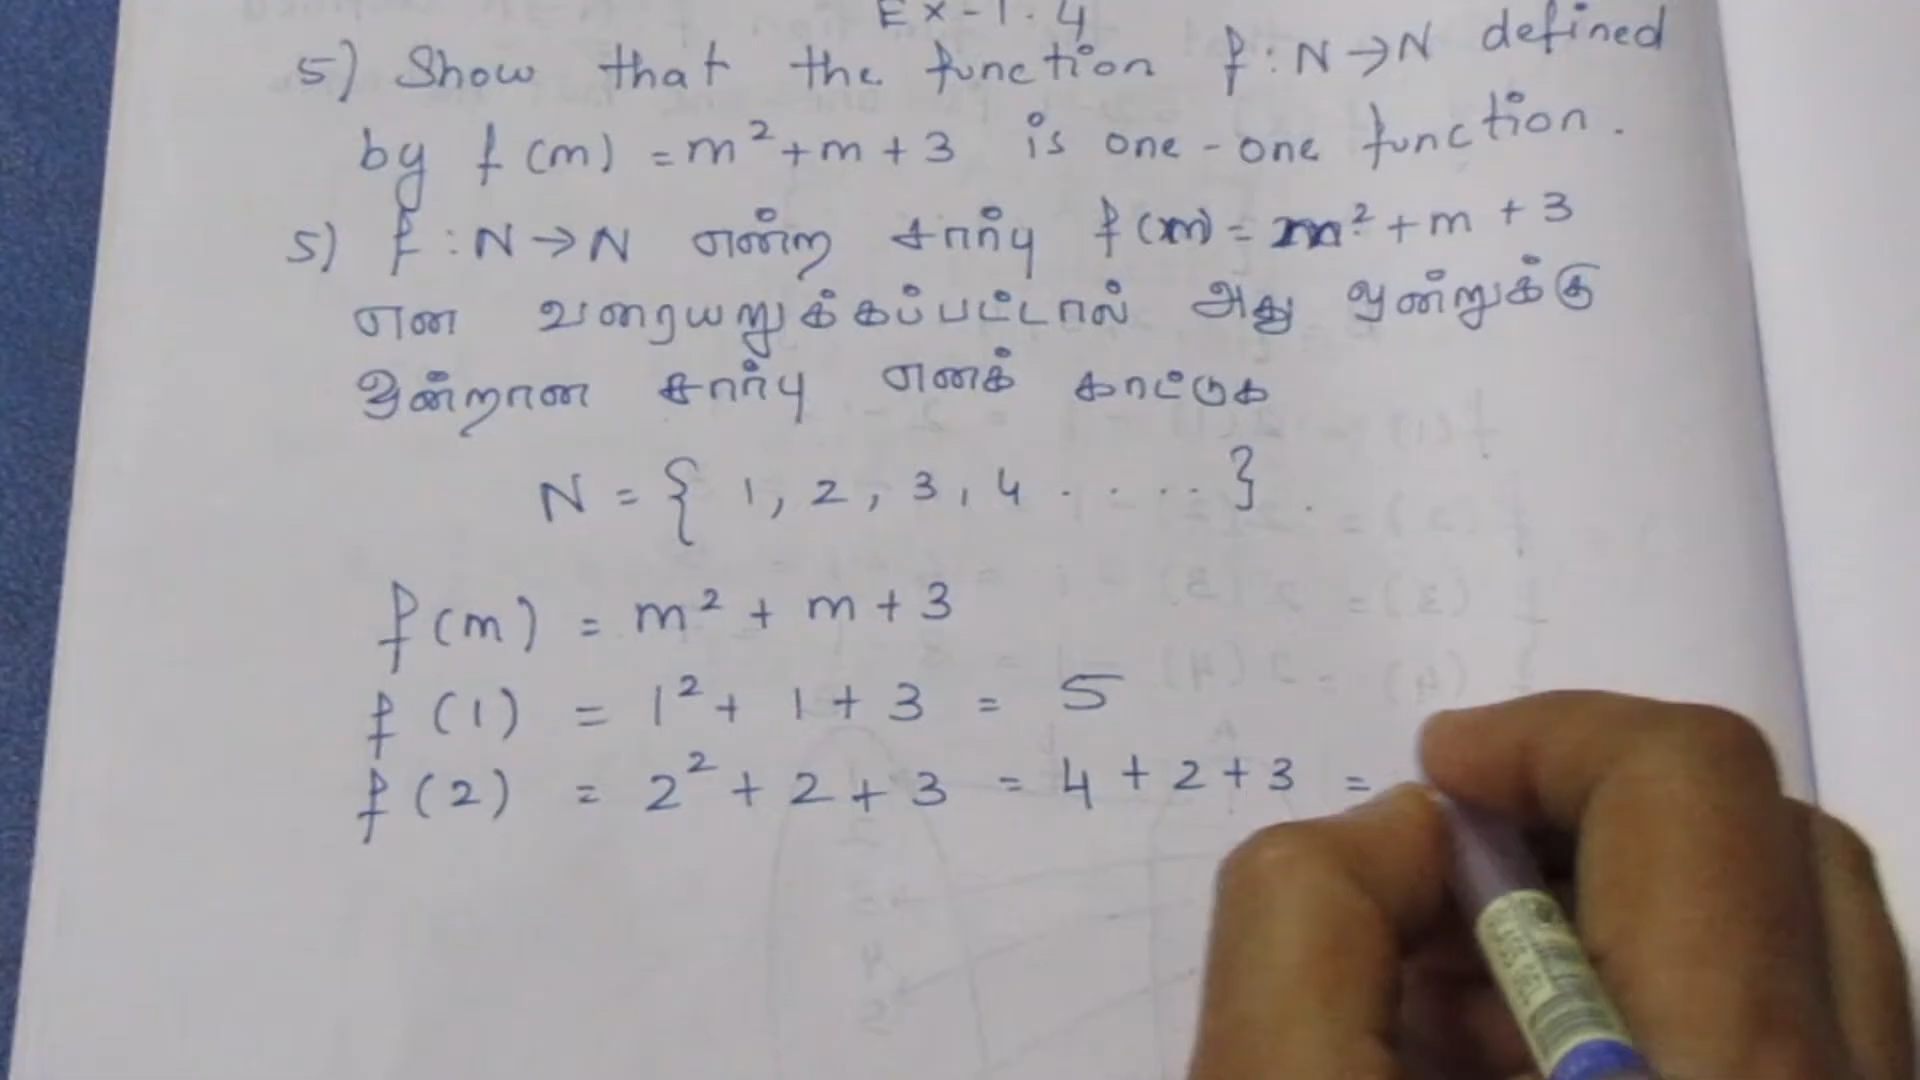 Ex-1.4
5) Show that the function f:N→N defined
by f(m) = m²+m+3 is one-one function.
5) f:N→N என்ற சார்பு f(m) = m²+m+3
என வரையறுக்கப்பட்டால் அது ஒன்றுக்கு
ஒன்றான சார்பு எனக் காட்டுக
N = { 1, 2, 3, 4 ..... }.
f(m) = m² + m + 3
f(1) = 1² + 1 + 3 = 5
f(2) = 2² + 2 + 3 = 4 + 2 + 3 =